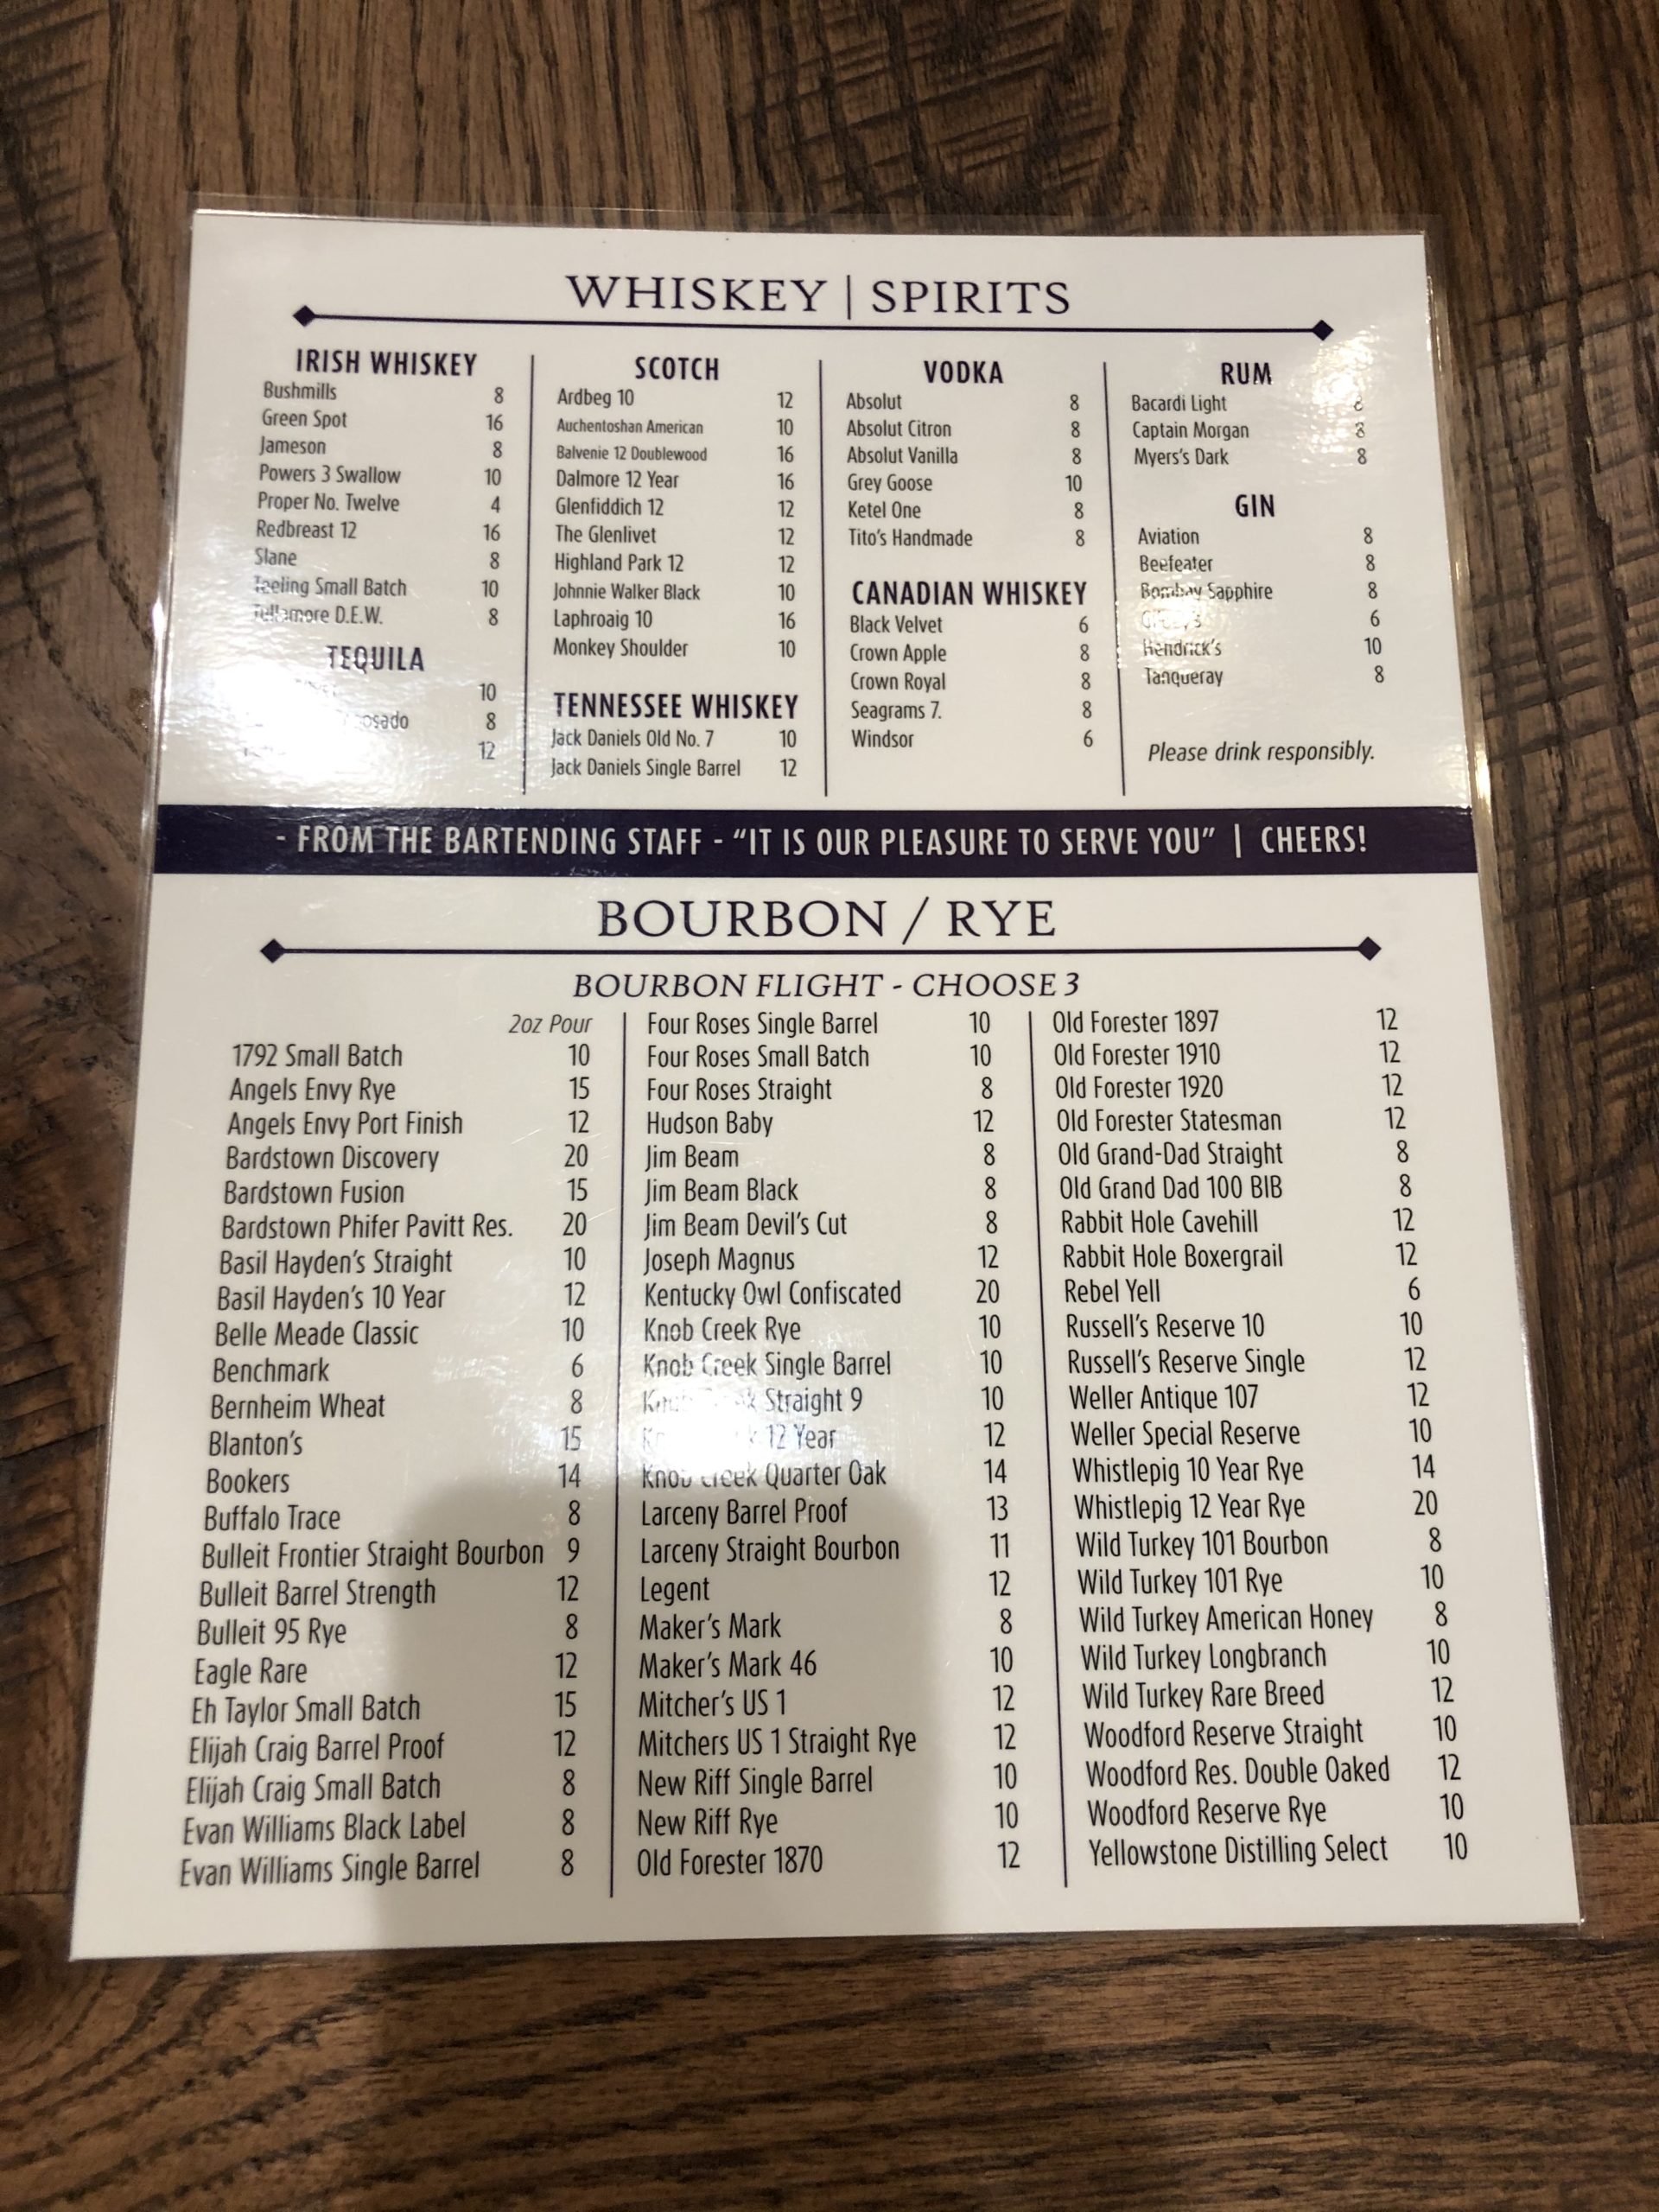 WHISKEY | SPIRITS
IRISH WHISKEY
Bushmills 8
Green Spot 16
Jameson 8
Powers 3 Swallow 10
Proper No. Twelve 4
Redbreast 12 16
Slane 8
Teeling Small Batch 10
Tullamore D.E.W. 8
TEQUILA
10
8
12
SCOTCH
Ardbeg 10 12
Auchentoshan American 10
Balvenie 12 Doublewood 16
Dalmore 12 Year 16
Glenfiddich 12 12
The Glenlivet 12
Highland Park 12 12
Johnnie Walker Black 10
Laphroaig 10 16
Monkey Shoulder 10
TENNESSEE WHISKEY
Jack Daniels Old No. 7 10
Jack Daniels Single Barrel 12
VODKA
Absolut 8
Absolut Citron 8
Absolut Vanilla 8
Grey Goose 10
Ketel One 8
Tito's Handmade 8
CANADIAN WHISKEY
Black Velvet 6
Crown Apple 8
Crown Royal 8
Seagrams 7. 8
Windsor 6
RUM
Bacardi Light 8
Captain Morgan 8
Myers's Dark 8
GIN
Aviation 8
Beefeater 8
Bombay Sapphire 8
6
Hendrick's 10
Tanqueray 8
Please drink responsibly.
- FROM THE BARTENDING STAFF - "IT IS OUR PLEASURE TO SERVE YOU" | CHEERS!
BOURBON / RYE
BOURBON FLIGHT - CHOOSE 3
2oz Pour
1792 Small Batch 10
Angels Envy Rye 15
Angels Envy Port Finish 12
Bardstown Discovery 20
Bardstown Fusion 15
Bardstown Phifer Pavitt Res. 20
Basil Hayden's Straight 10
Basil Hayden's 10 Year 12
Belle Meade Classic 10
Benchmark 6
Bernheim Wheat 8
Blanton's 15
Bookers 14
Buffalo Trace 8
Bulleit Frontier Straight Bourbon 9
Bulleit Barrel Strength 12
Bulleit 95 Rye 8
Eagle Rare 12
Eh Taylor Small Batch 15
Elijah Craig Barrel Proof 12
Elijah Craig Small Batch 8
Evan Williams Black Label 8
Evan Williams Single Barrel 8
Four Roses Single Barrel 10
Four Roses Small Batch 10
Four Roses Straight 8
Hudson Baby 12
Jim Beam 8
Jim Beam Black 8
Jim Beam Devil's Cut 8
Joseph Magnus 12
Kentucky Owl Confiscated 20
Knob Creek Rye 10
Knob Creek Single Barrel 10
Knob Creek Straight 9 10
12 Year 12
Knob Creek Quarter Oak 14
Larceny Barrel Proof 13
Larceny Straight Bourbon 11
Legent 12
Maker's Mark 8
Maker's Mark 46 10
Mitcher's US 1 12
Mitchers US 1 Straight Rye 12
New Riff Single Barrel 10
New Riff Rye 10
Old Forester 1870 12
Old Forester 1897 12
Old Forester 1910 12
Old Forester 1920 12
Old Forester Statesman 12
Old Grand-Dad Straight 8
Old Grand Dad 100 BIB 8
Rabbit Hole Cavehill 12
Rabbit Hole Boxergrail 12
Rebel Yell 6
Russell's Reserve 10 10
Russell's Reserve Single 12
Weller Antique 107 12
Weller Special Reserve 10
Whistlepig 10 Year Rye 14
Whistlepig 12 Year Rye 20
Wild Turkey 101 Bourbon 8
Wild Turkey 101 Rye 10
Wild Turkey American Honey 8
Wild Turkey Longbranch 10
Wild Turkey Rare Breed 12
Woodford Reserve Straight 10
Woodford Res. Double Oaked 12
Woodford Reserve Rye 10
Yellowstone Distilling Select 10